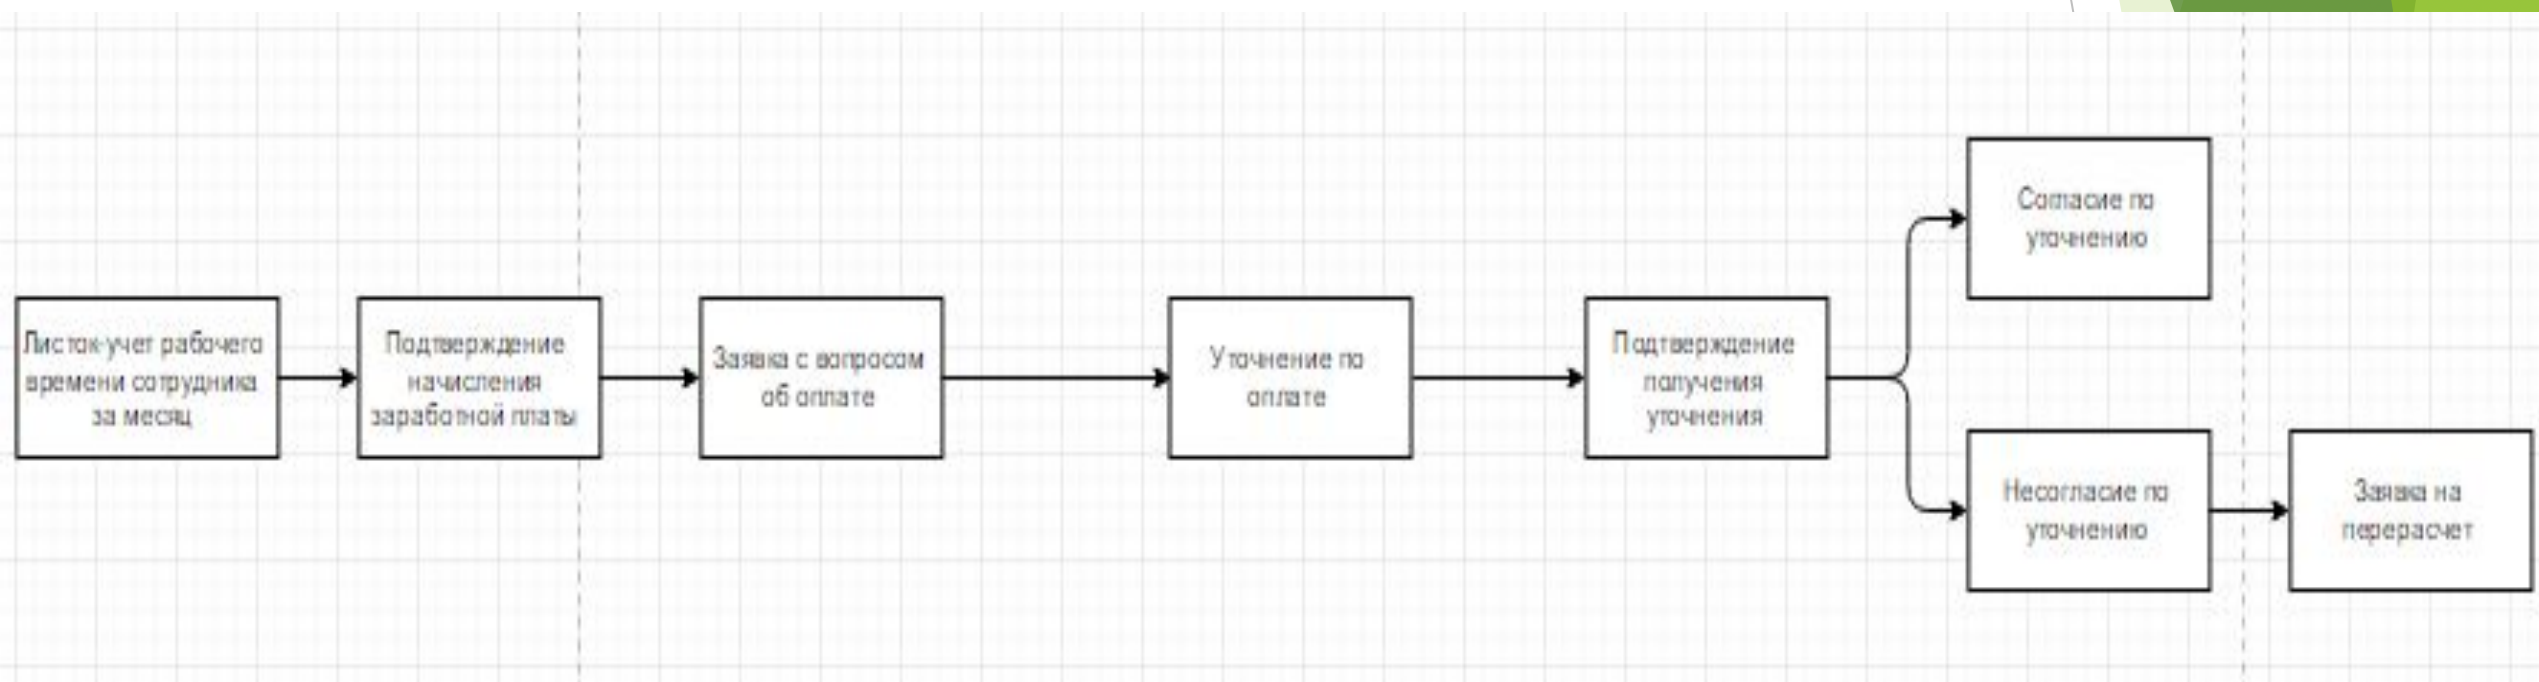 Листок-учет рабочего
времени сотрудника
за месяц
Подтверждение
начисления
заработной платы
Заявка с вопросом
об оплате
Уточнение по
оплате
Подтверждение
получения
уточнения
Согласие по
уточнению
Несогласие по
уточнению
Заявка на
перерасчет